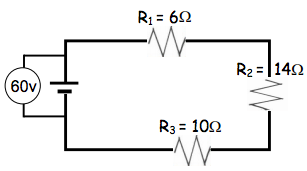 R₁ = 6Ω
60v
R₂ = 14Ω
R₃ = 10Ω